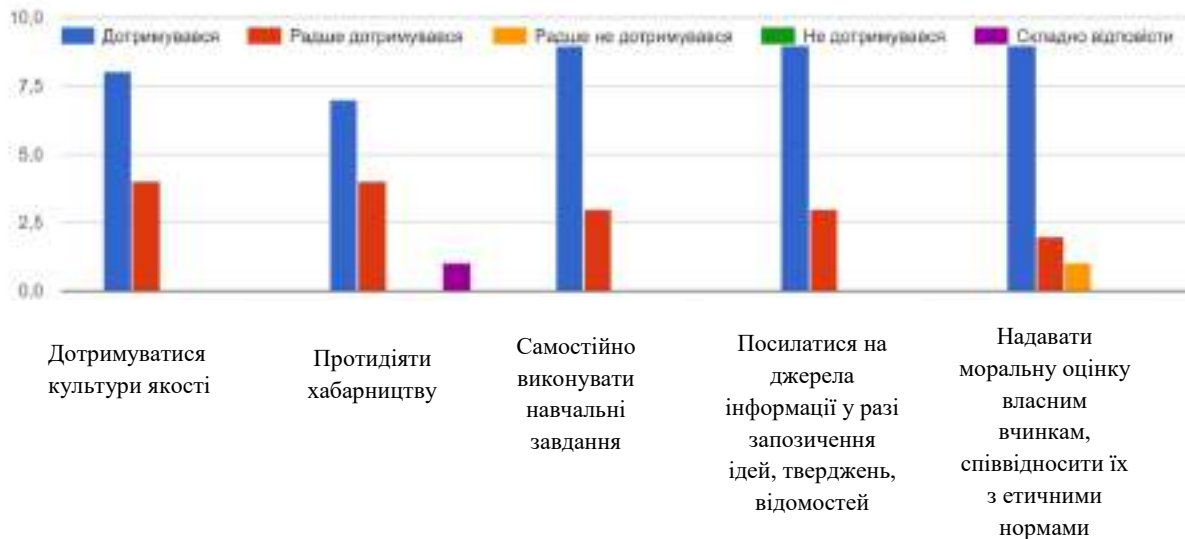 10,0
Дотримувався Радше дотримувався Радше не дотримувався Не дотримувався Складно відповісти
7,5
5,0
2,5
0,0
Дотримуватися
культури якості
Протидіяти
хабарництву
Самостійно
виконувати
навчальні
завдання
Посилатися на
джерела
інформації у разі
запозичення
ідей, тверджень,
відомостей
Надавати
моральну оцінку
власним
вчинкам,
співвідносити їх
з етичними
нормами